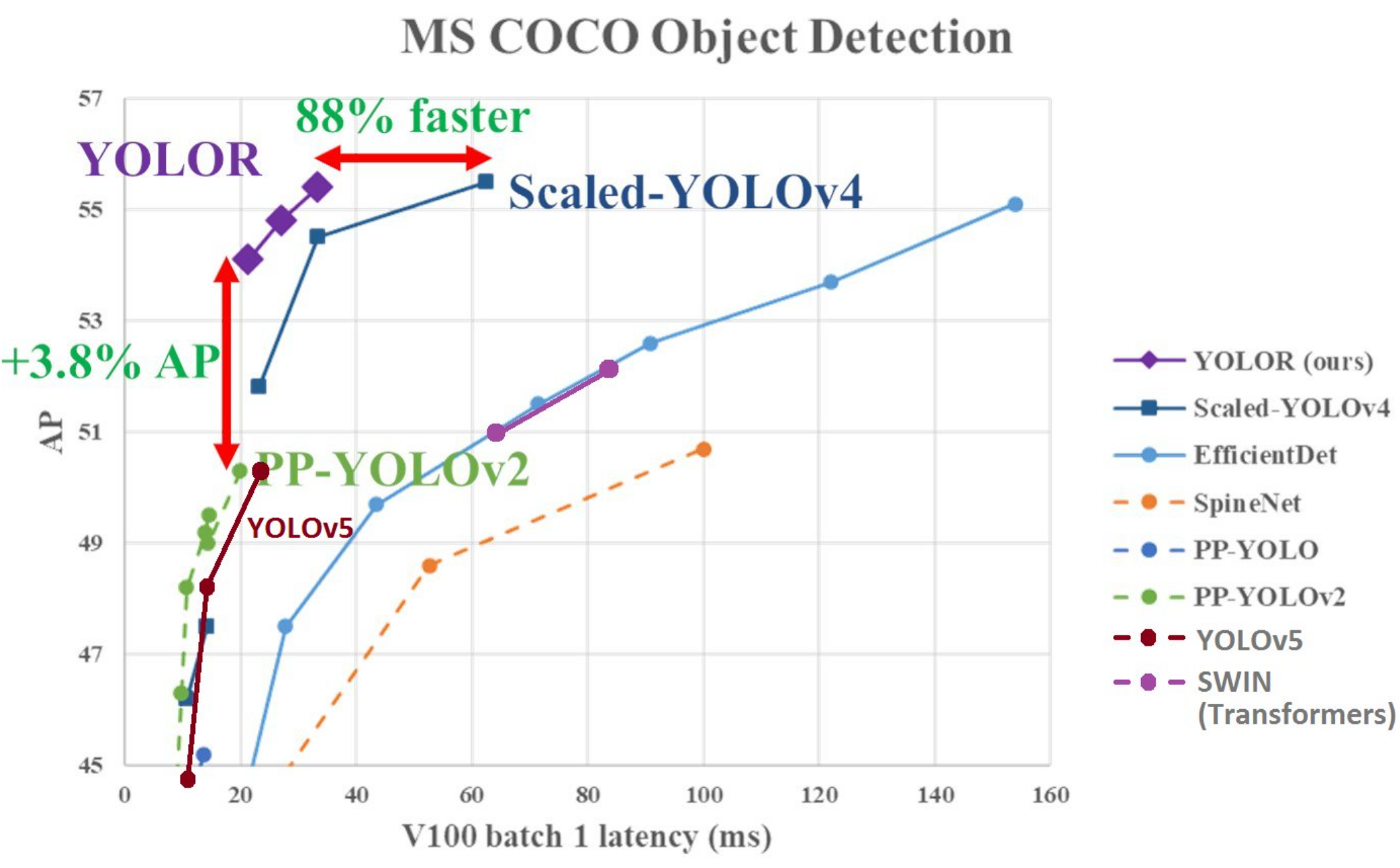 MS COCO Object Detection
57
88% faster
YOLOR
Scaled-YOLOv4
55
53
+3.8% AP
AP
51
PP-YOLOv2
YOLOv5
49
47
45
0 20 40 60 80 100 120 140 160
V100 batch 1 latency (ms)
YOLOR (ours)
Scaled-YOLOv4
EfficientDet
SpineNet
PP-YOLO
PP-YOLOv2
YOLOv5
SWIN
(Transformers)